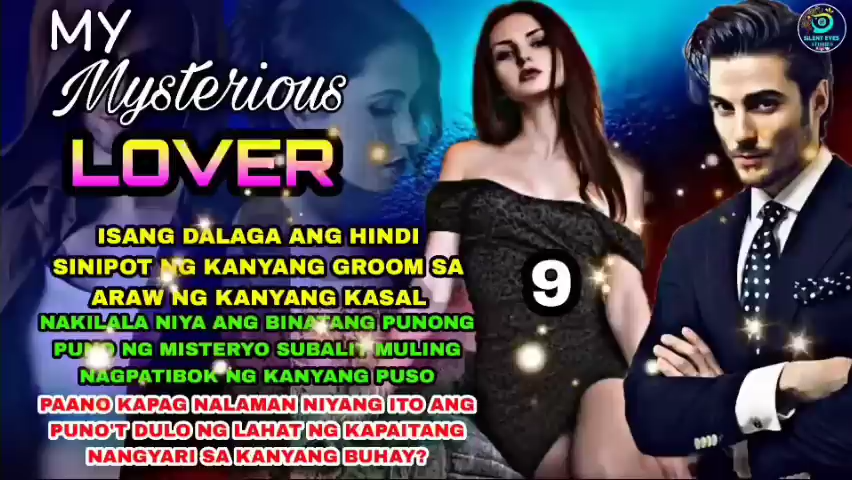 MY
Mysterious
LOVER
ISANG DALAGA ANG HINDI
SINIPOT NG KANYANG GROOM SA
ARAW NG KANYANG KASAL
NAKILALA NIYA ANG BINATANG PUNONG
PUNO NG MISTERYO SUBALIT MULING
NAGPATIBOK NG KANYANG PUSO
PAANO KAPAG NALAMAN NIYANG ITO ANG
PUNO'T DULO NG LAHAT NG KAPAITANG
NANGYARI SA KANYANG BUHAY?
9
SILENT EYES